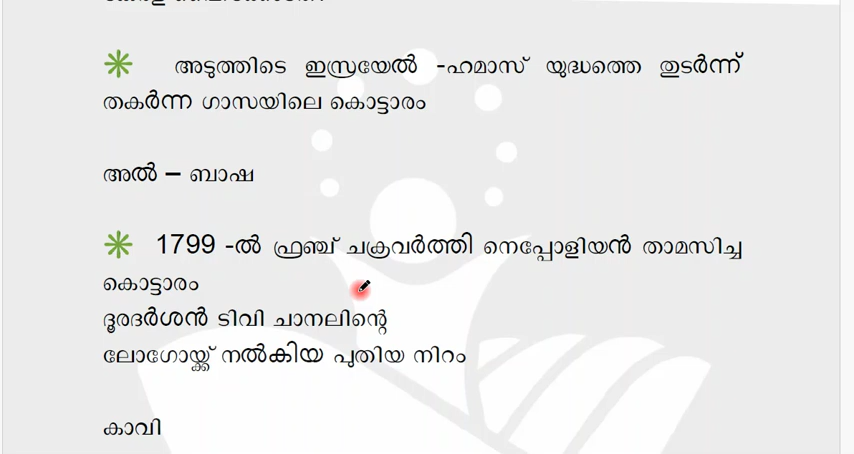 ✳ അടുത്തിടെ ഇസ്രയേൽ -ഹമാസ് യുദ്ധത്തെ തുടർന്ന്
തകർന്ന ഗാസയിലെ കൊട്ടാരം
അൽ – ബാഷ
✳ 1799 -ൽ ഫ്രഞ്ച് ചക്രവർത്തി നെപ്പോളിയൻ താമസിച്ച
കൊട്ടാരം
ദൂരദർശൻ ടിവി ചാനലിന്റെ
ലോഗോയ്ക്ക് നൽകിയ പുതിയ നിറം
കാവി